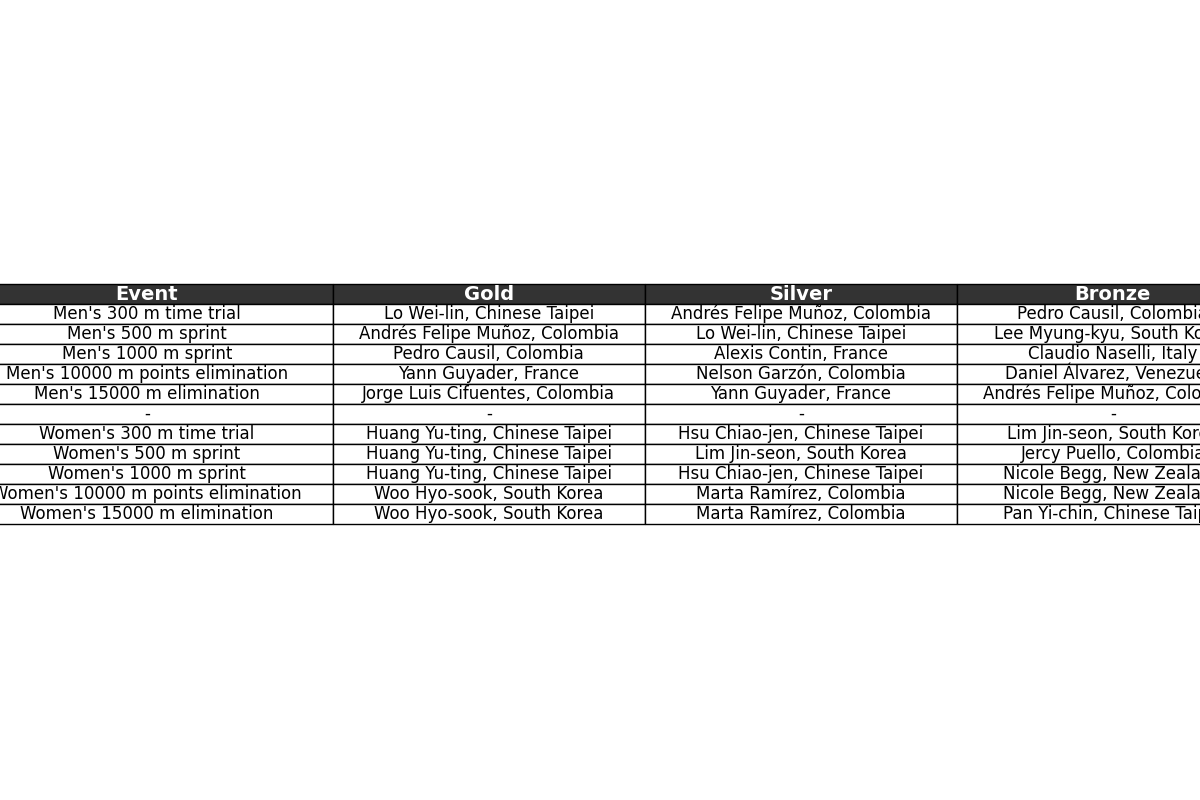 Event Gold Silver Bronze
Men's 300 m time trial Lo Wei-lin, Chinese Taipei Andrés Felipe Muñoz, Colombia Pedro Causil, Colombia
Men's 500 m sprint Andrés Felipe Muñoz, Colombia Lo Wei-lin, Chinese Taipei Lee Myung-kyu, South
Men's 1000 m sprint Pedro Causil, Colombia Alexis Contin, France Claudio Naselli, Italy
Men's 10000 m points elimination Yann Guyader, France Nelson Garzón, Colombia Daniel Álvarez,
Men's 15000 m elimination Jorge Luis Cifuentes, Colombia Yann Guyader, France Andrés Felipe Muñoz,
- - - -
Women's 300 m time trial Huang Yu-ting, Chinese Taipei Hsu Chiao-jen, Chinese Taipei Lim Jin-seon, South
Women's 500 m sprint Huang Yu-ting, Chinese Taipei Lim Jin-seon, South Korea Jercy Puello, Colombia
Women's 1000 m sprint Huang Yu-ting, Chinese Taipei Hsu Chiao-jen, Chinese Taipei Nicole Begg, New
Women's 10000 m points elimination Woo Hyo-sook, South Korea Marta Ramírez, Colombia Nicole Begg, New
Women's 15000 m elimination Woo Hyo-sook, South Korea Marta Ramírez, Colombia Pan Yi-chin, Chinese